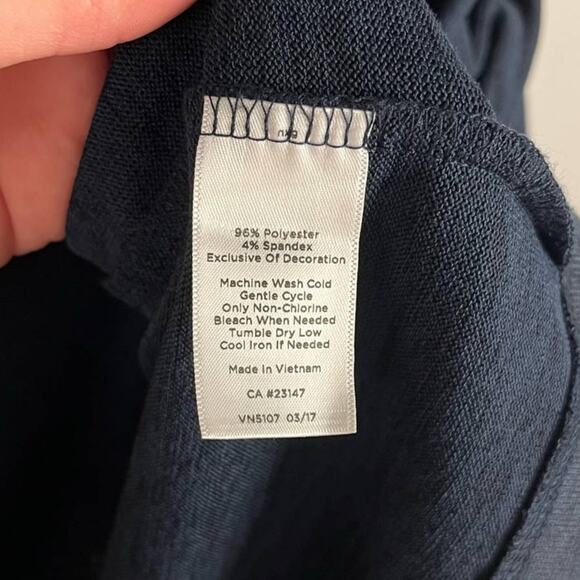 96% Polyester
4% Spandex
Exclusive Of Decoration
Machine Wash Cold
Gentle Cycle
Only Non-Chlorine
Bleach When Needed
Tumble Dry Low
Cool Iron If Needed
Made in Vietnam
CA #23147
VN5107 03/17